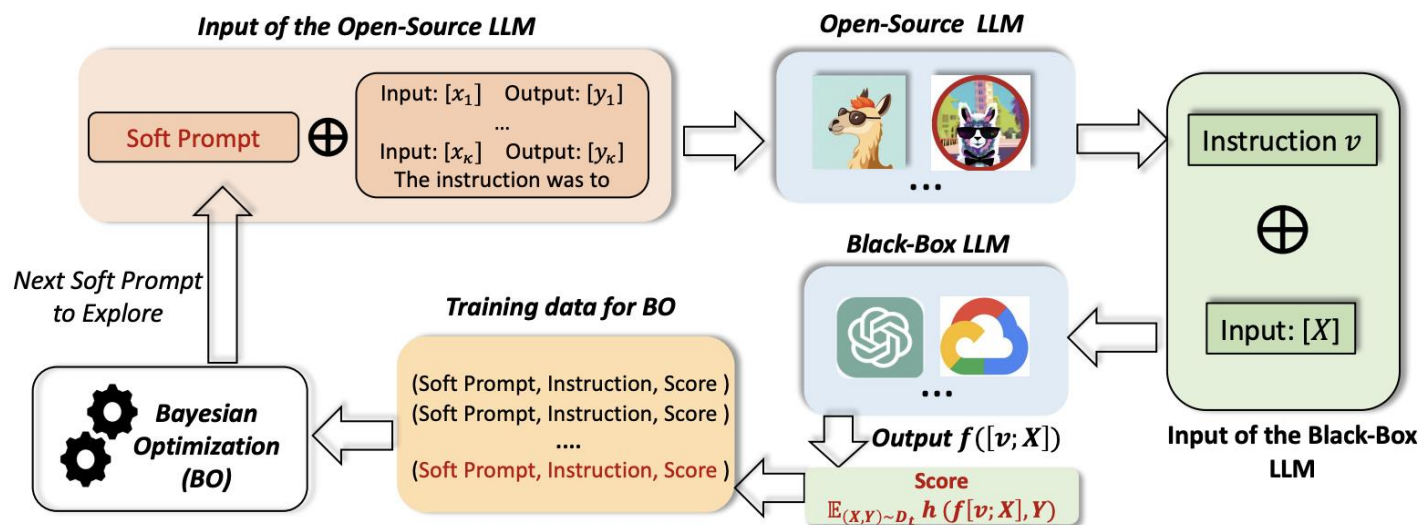 Input of the Open-Source LLM
Soft Prompt
⊕
Input: [x₁] Output: [y₁]
...
Input: [x_κ] Output: [y_κ]
The instruction was to
Open-Source LLM
...
Instruction v
⊕
Input: [X]
Input of the Black-Box
LLM
Black-Box LLM
...
Output f([v; X])
Score
𝔼_(X,Y)~D_t h (f[v; X], Y)
Training data for BO
(Soft Prompt, Instruction, Score )
(Soft Prompt, Instruction, Score )
....
(Soft Prompt, Instruction, Score )
Bayesian
Optimization
(BO)
Next Soft Prompt
to Explore